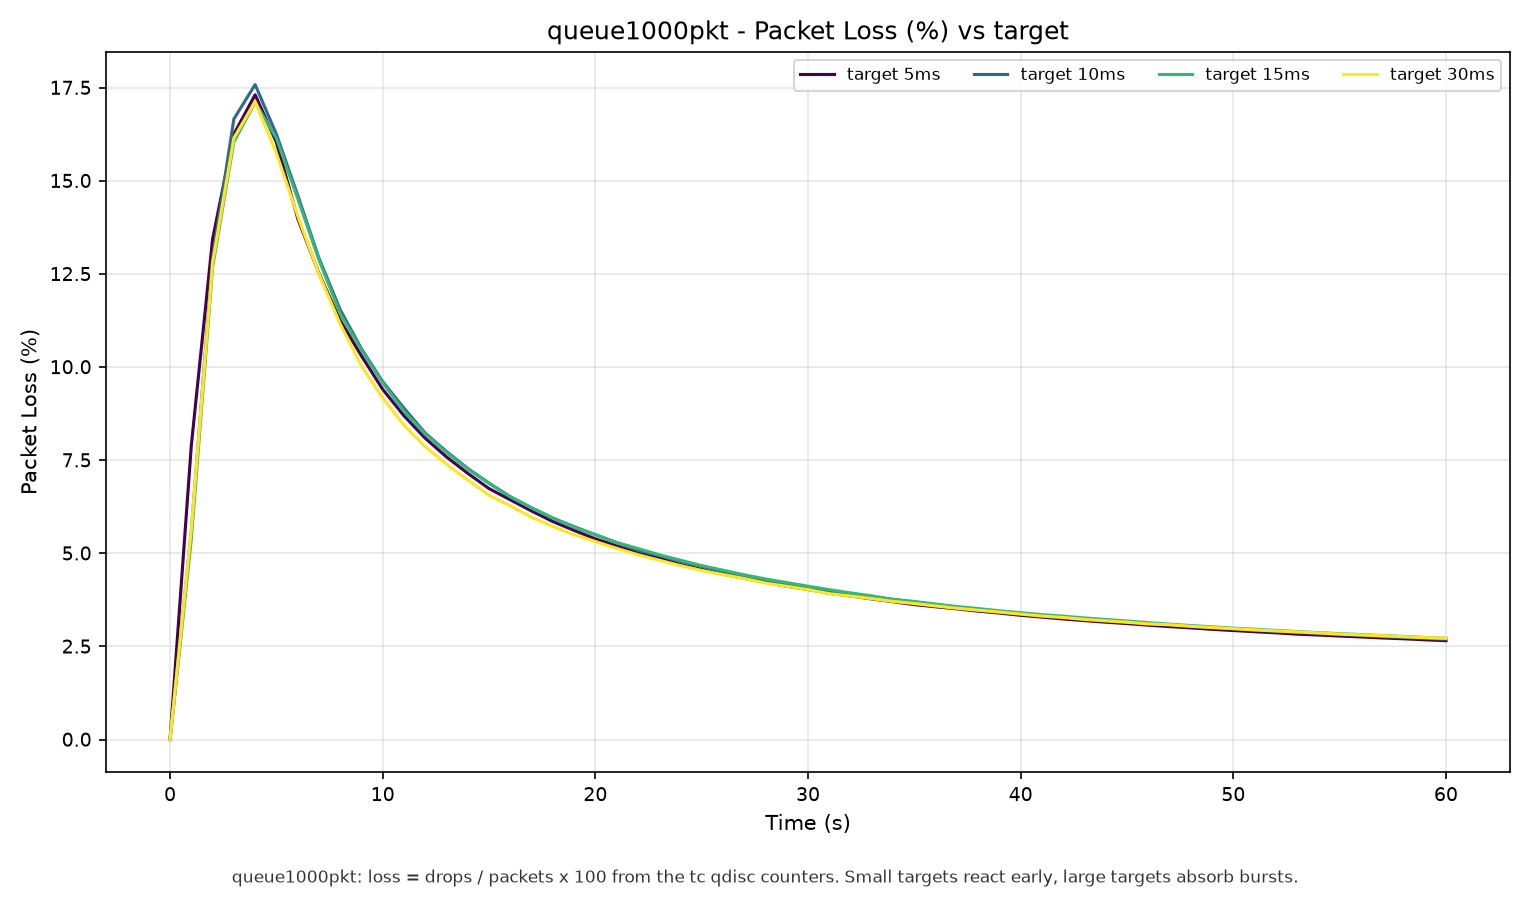 queue1000pkt - Packet Loss (%) vs target
target 5ms
target 10ms
target 15ms
target 30ms
Packet Loss (%)
17.5
15.0
12.5
10.0
7.5
5.0
2.5
0.0
0
10
20
30
40
50
60
Time (s)
queue1000pkt: loss = drops / packets x 100 from the tc qdisc counters. Small targets react early, large targets absorb bursts.